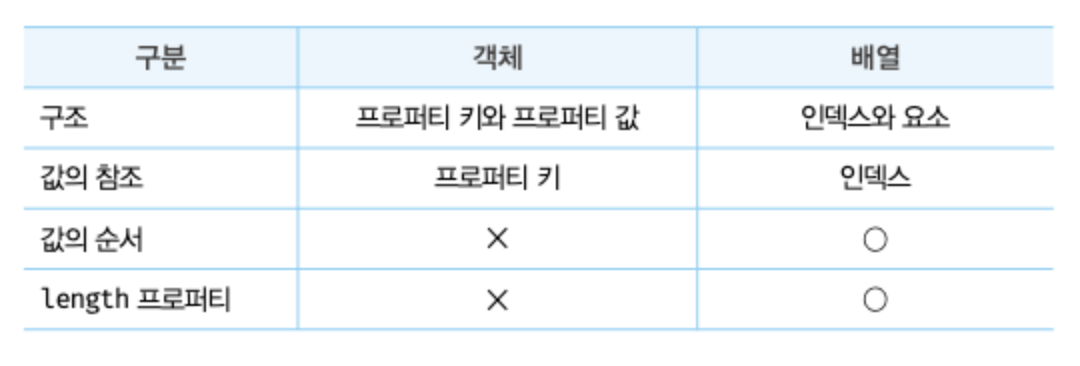 구분 객체 배열
구조 프로퍼티 키와 프로퍼티 값 인덱스와 요소
값의 참조 프로퍼티 키 인덱스
값의 순서 × ○
length 프로퍼티 × ○